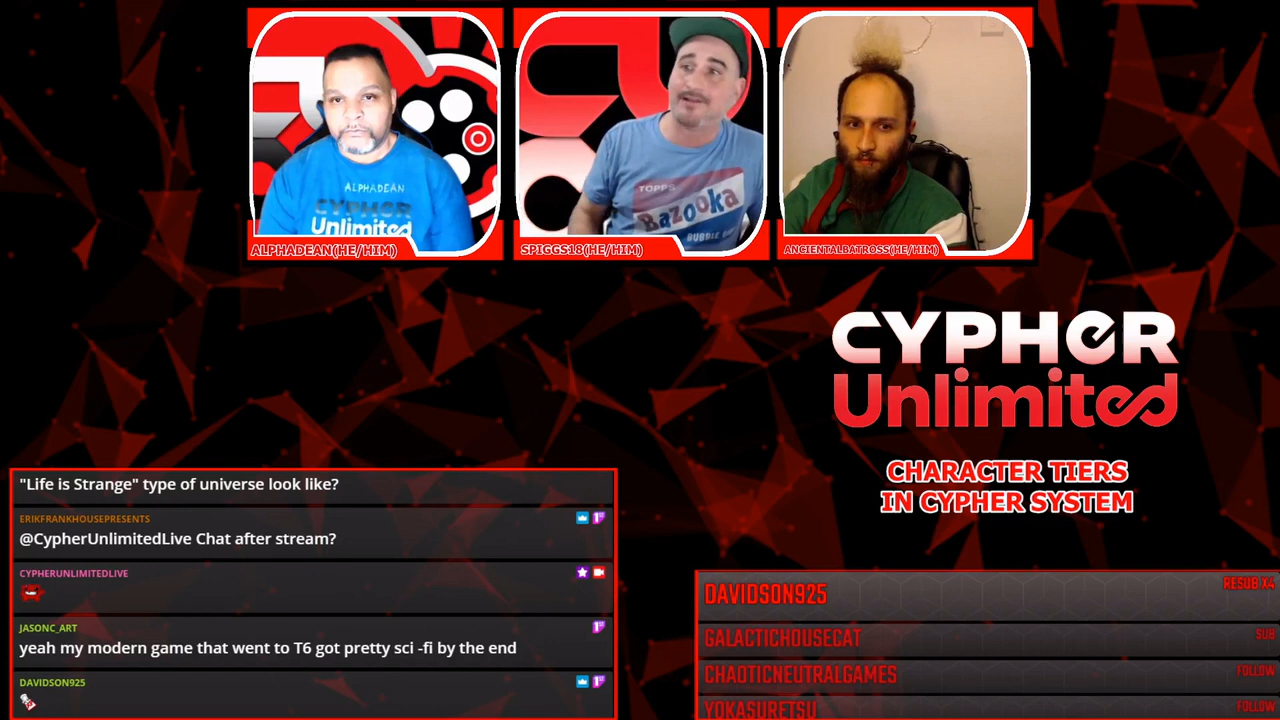 ALPHADEAN
CYPHER
Unlimited
TOPPS
Bazooka
BUBBLE
ALPHADEAN(HE/HIM)
SPIGGS18(HE/HIM)
ANCIENTALBATROSS(HE/HIM)
CYPHER
Unlimited
CHARACTER TIERS
IN CYPHER SYSTEM
"Life is Strange" type of universe look like?
ERIKFRANKHOUSEPRESENTS
@CypherUnlimitedLive Chat after stream?
CYPHERUNLIMITEDLIVE
JASONC_ART
yeah my modern game that went to T6 got pretty sci -fi by the end
DAVIDSON925
DAVIDSON925 RESUB X4
GALACTICHOUSECAT SUB
CHAOTICNEUTRALGAMES FOLLOW
YOKASURETSU FOLLOW